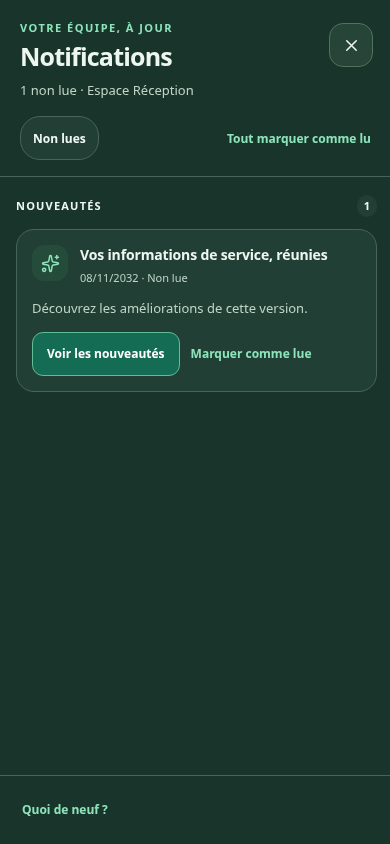 VOTRE ÉQUIPE, À JOUR
Notifications
1 non lue · Espace Réception
Non lues
Tout marquer comme lu
NOUVEAUTÉS
1
Vos informations de service, réunies
08/11/2032 · Non lue
Découvrez les améliorations de cette version.
Voir les nouveautés
Marquer comme lue
Quoi de neuf ?